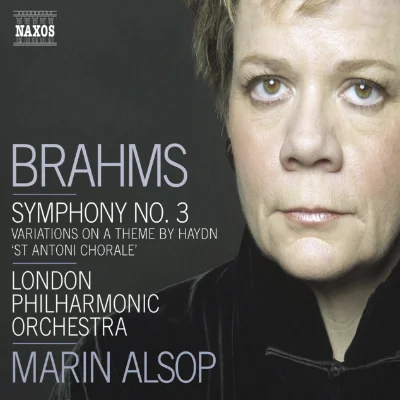 NAXOS
BRAHMS
SYMPHONY NO. 3
VARIATIONS ON A THEME BY HAYDN
‘ST ANTONI CHORALE’
LONDON
PHILHARMONIC
ORCHESTRA
MARIN ALSOP